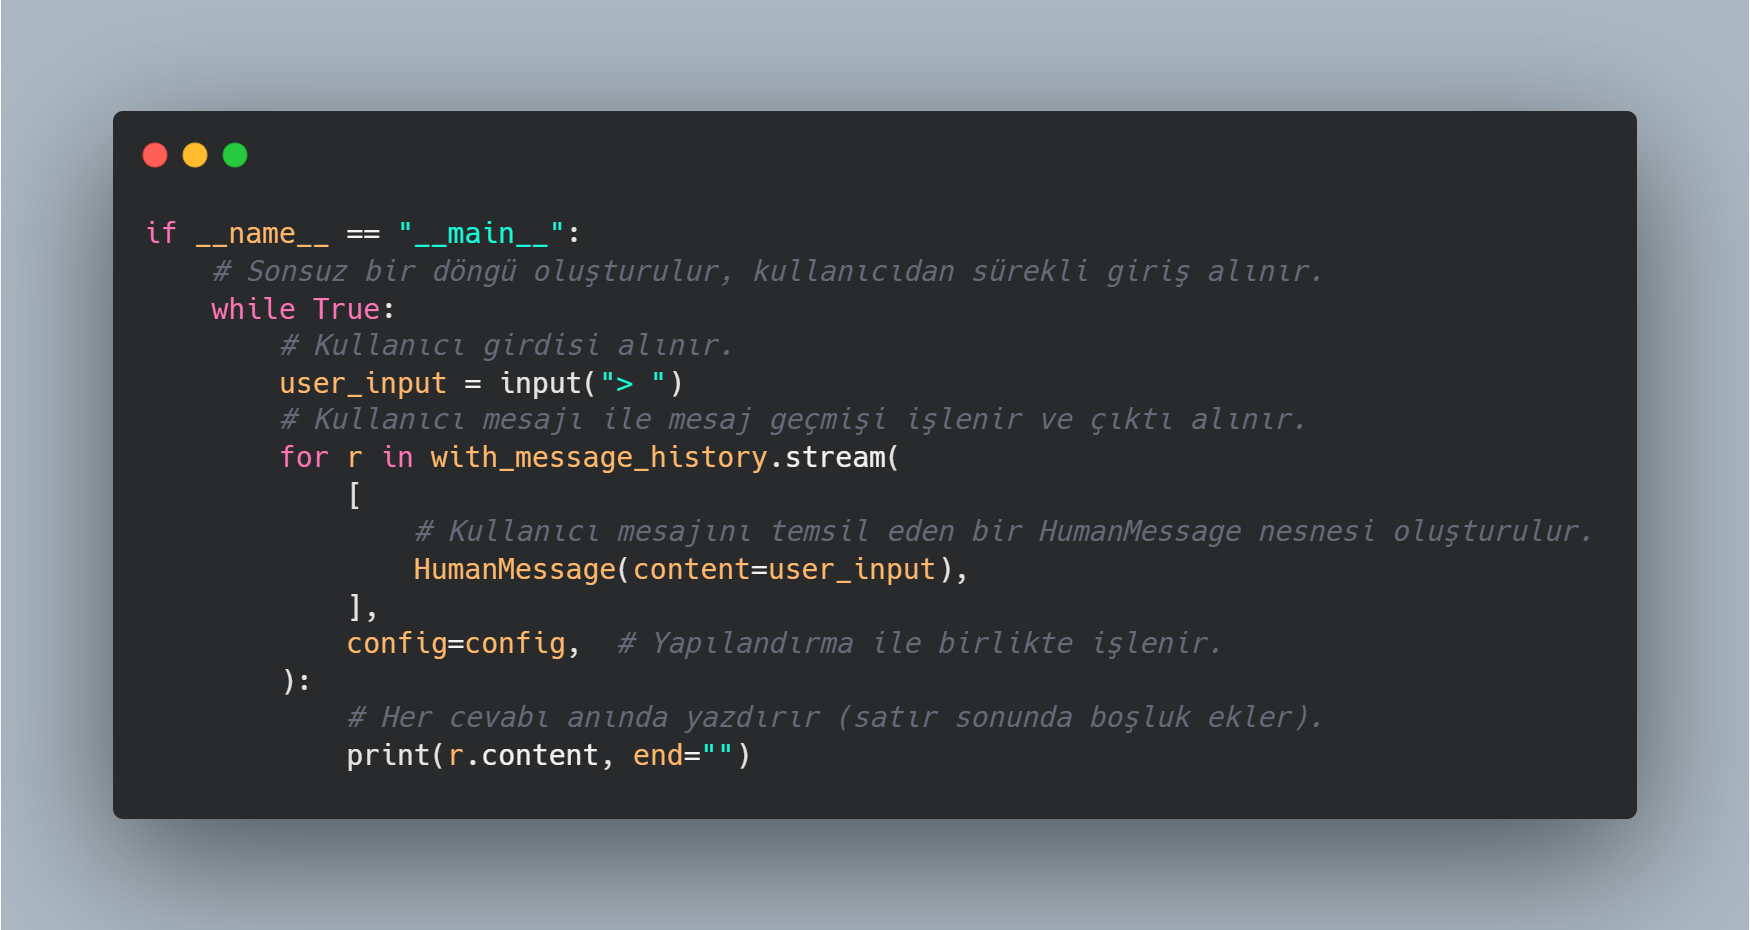 if __name__ == "__main__":
    # Sonsuz bir döngü oluşturulur, kullanıcıdan sürekli giriş alınır.
    while True:
        # Kullanıcı girdisi alınır.
        user_input = input("> ")
        # Kullanıcı mesajı ile mesaj geçmişi işlenir ve çıktı alınır.
        for r in with_message_history.stream(
            [
                # Kullanıcı mesajını temsil eden bir HumanMessage nesnesi oluşturulur.
                HumanMessage(content=user_input),
            ],
            config=config,  # Yapılandırma ile birlikte işlenir.
        ):
            # Her cevabı anında yazdırır (satır sonunda boşluk ekler).
            print(r.content, end="")